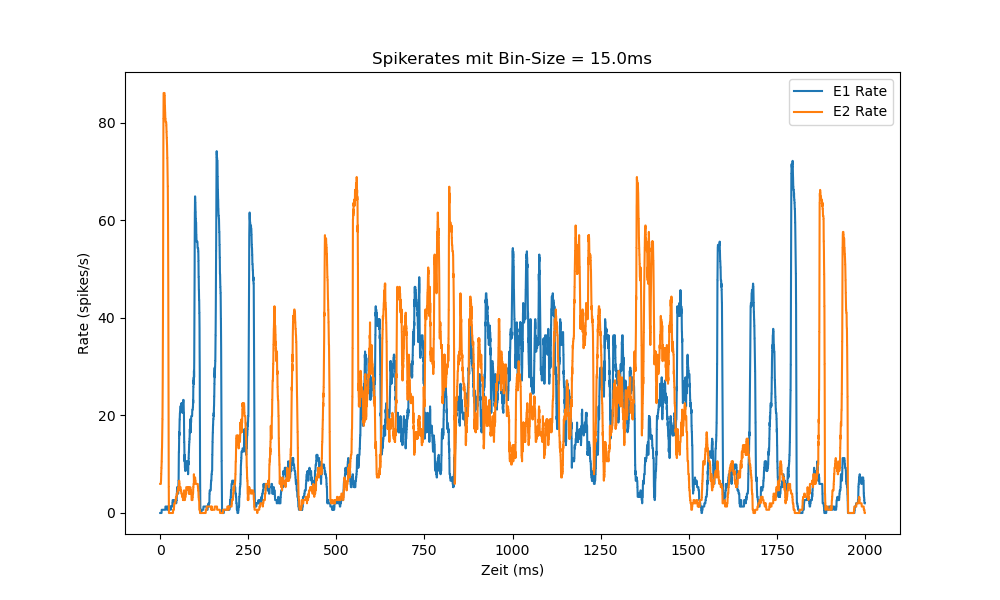 Spikerates mit Bin-Size = 15.0ms
E1 Rate
E2 Rate
80
60
40
20
0
Rate (spikes/s)
0 250 500 750 1000 1250 1500 1750 2000
Zeit (ms)